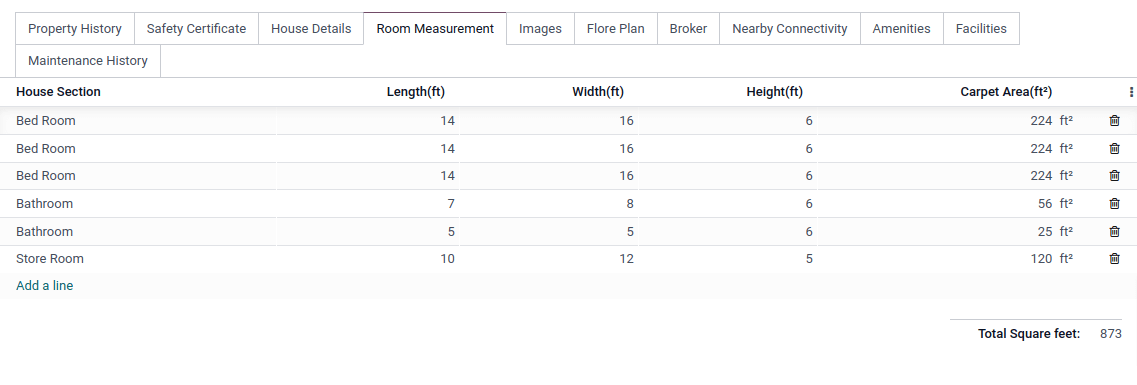 Property History Safety Certificate House Details Room Measurement Images Flore Plan Broker Nearby Connectivity Amenities Facilities
Maintenance History
House Section Length(ft) Width(ft) Height(ft) Carpet Area(ft²)
Bed Room 14 16 6 224 ft²
Bed Room 14 16 6 224 ft²
Bed Room 14 16 6 224 ft²
Bathroom 7 8 6 56 ft²
Bathroom 5 5 6 25 ft²
Store Room 10 12 5 120 ft²
Add a line
Total Square feet: 873